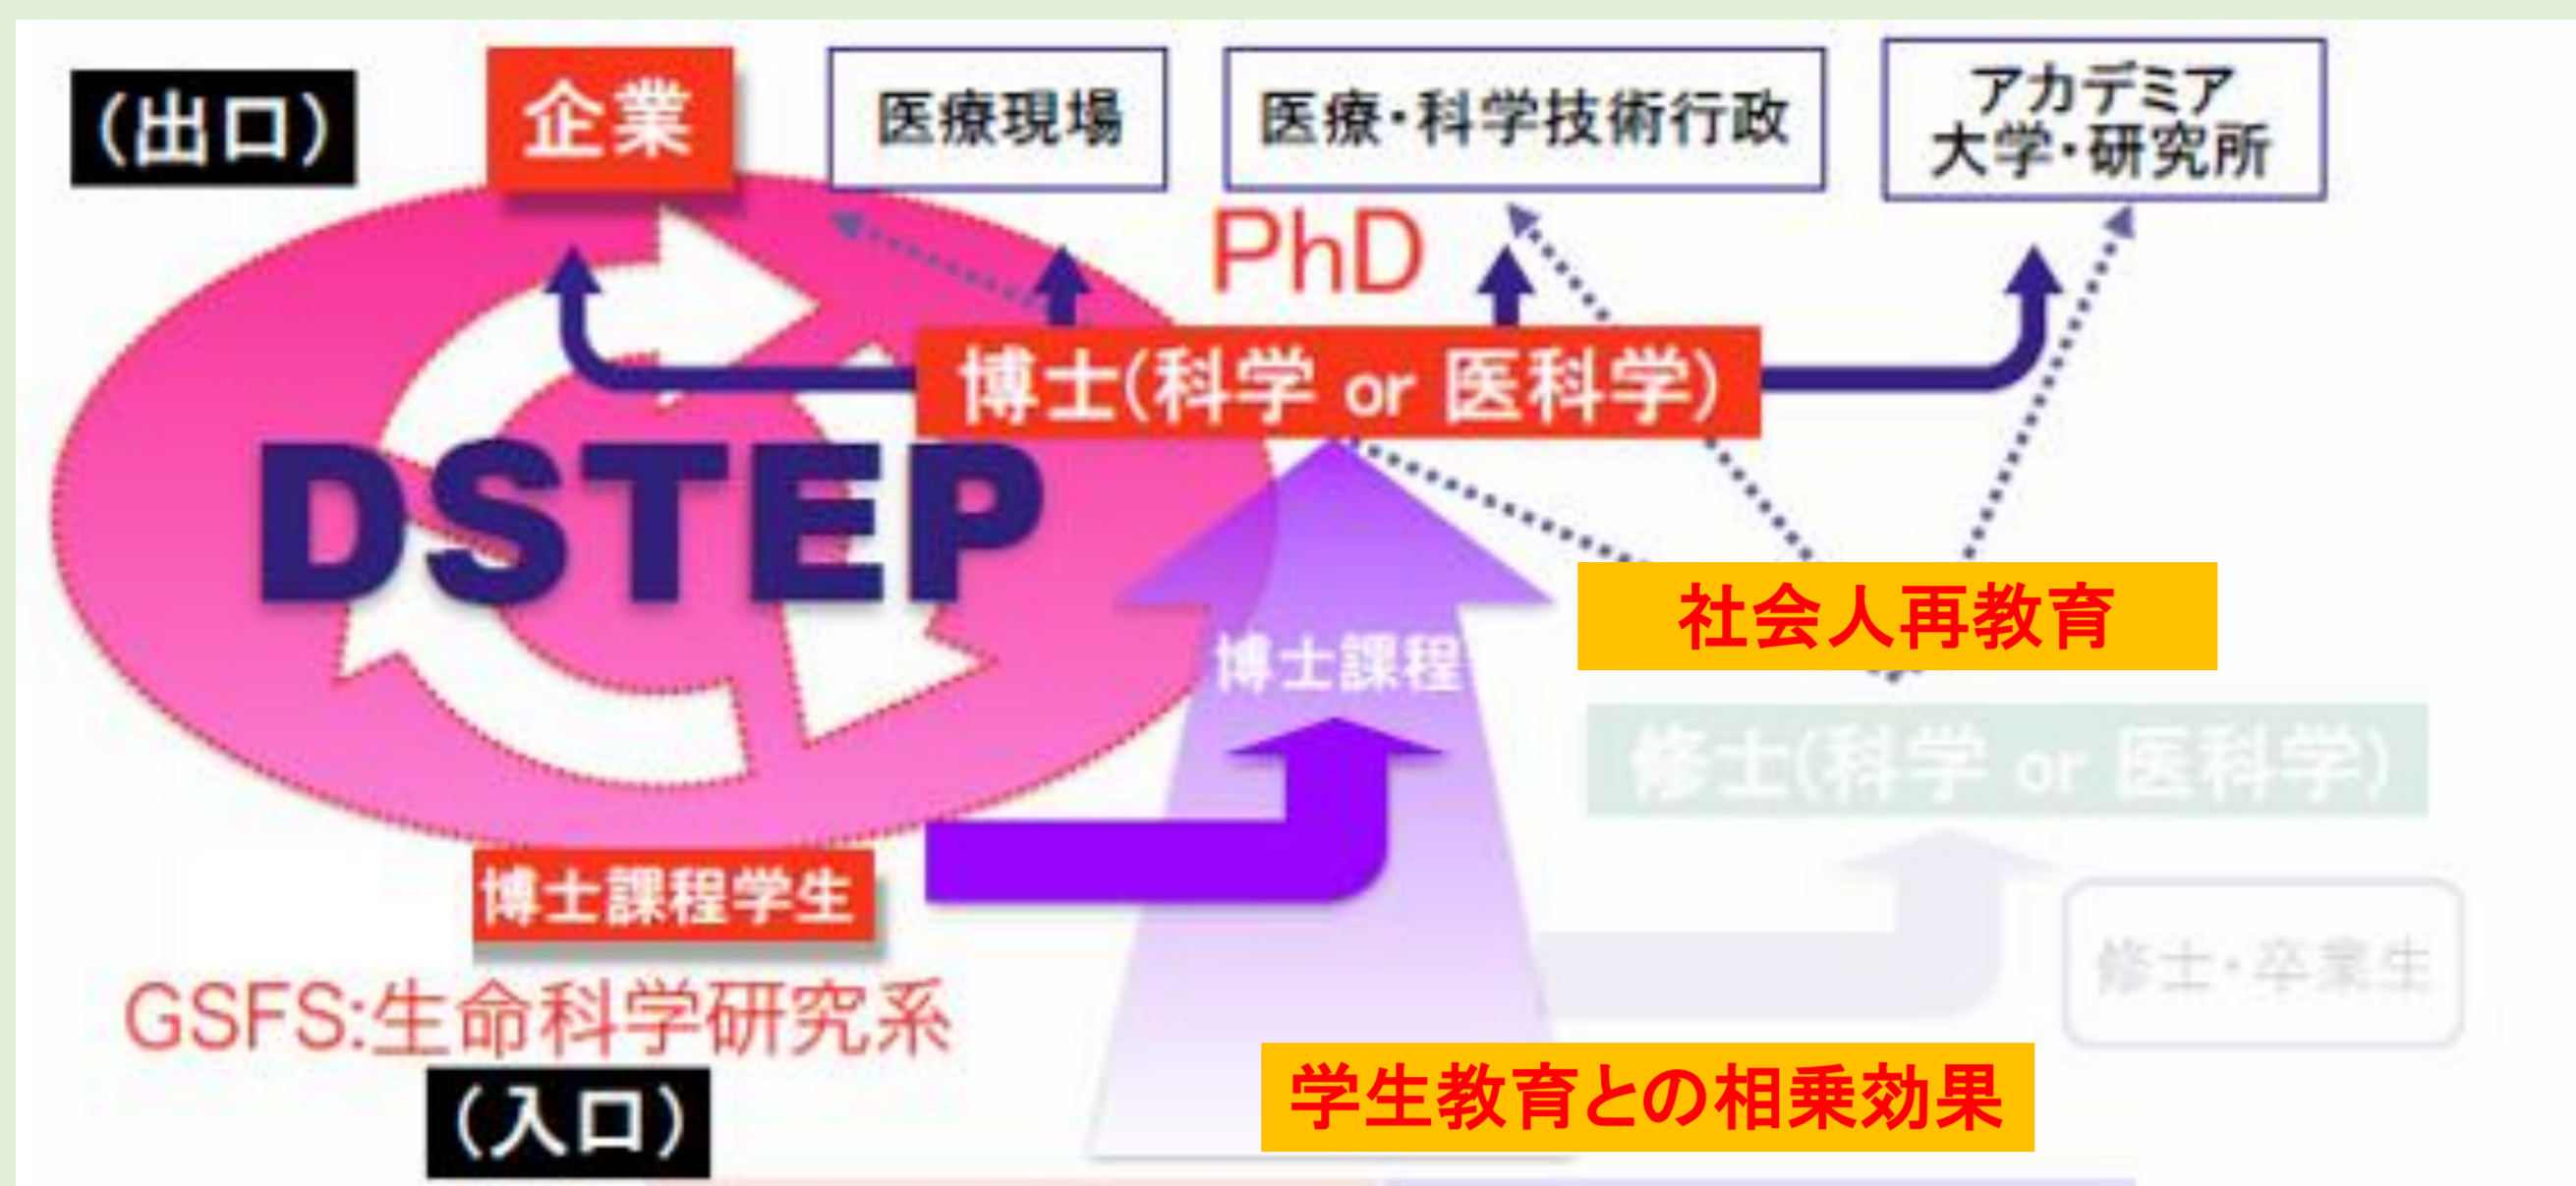 （出口）
企業
医療現場
医療・科学技術行政
アカデミア
大学・研究所
PhD
博士(科学 or 医科学)
DSTEP
社会人再教育
博士課程
修士(科学 or 医科学)
博士課程学生
修士・卒業生
GSFS:生命科学研究系
学生教育との相乗効果
（入口）